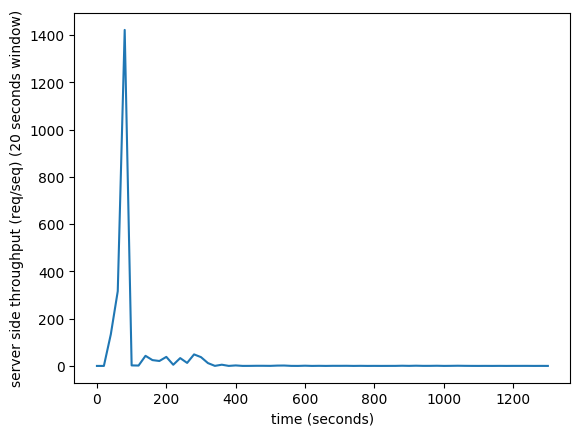 server side throughput (req/seq) (20 seconds window)
1400
1200
1000
800
600
400
200
0
0 200 400 600 800 1000 1200
time (seconds)